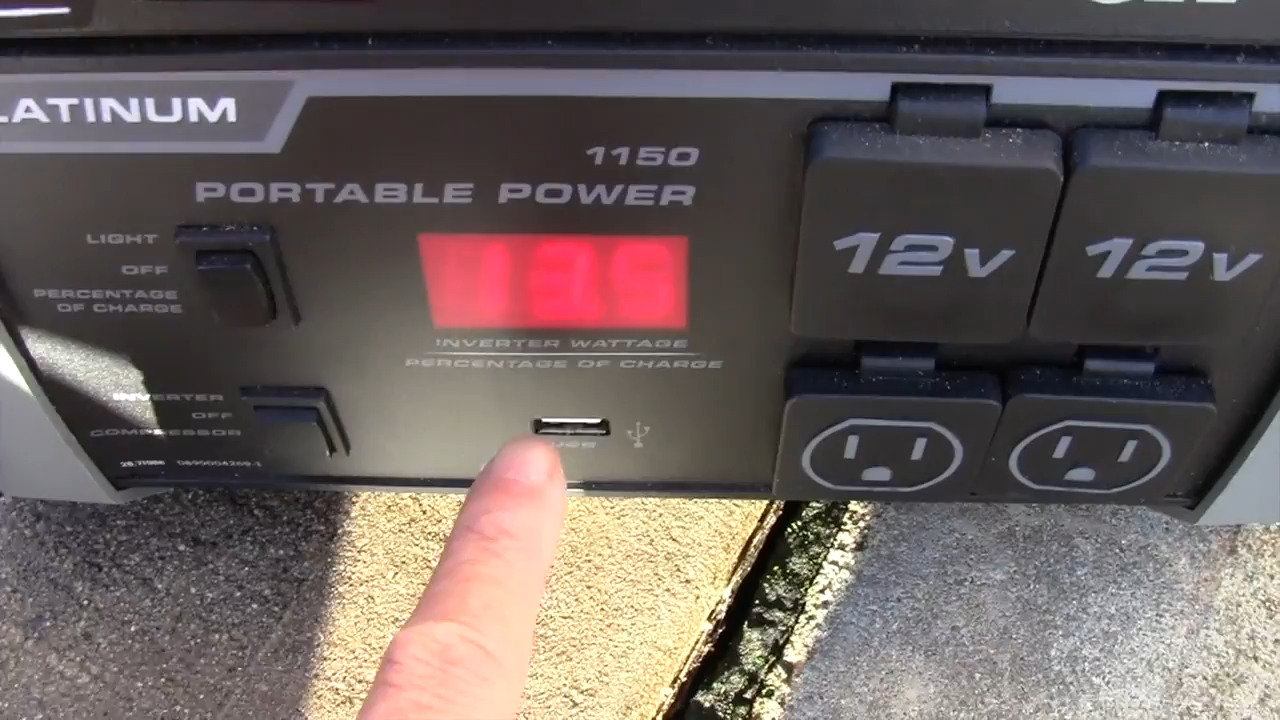 LATINUM
1150
PORTABLE POWER
LIGHT
OFF
PERCENTAGE
OF CHARGE
INVERTER WATTAGE
PERCENTAGE OF CHARGE
INVERTER
OFF
COMPRESSOR
USB
12V
12V